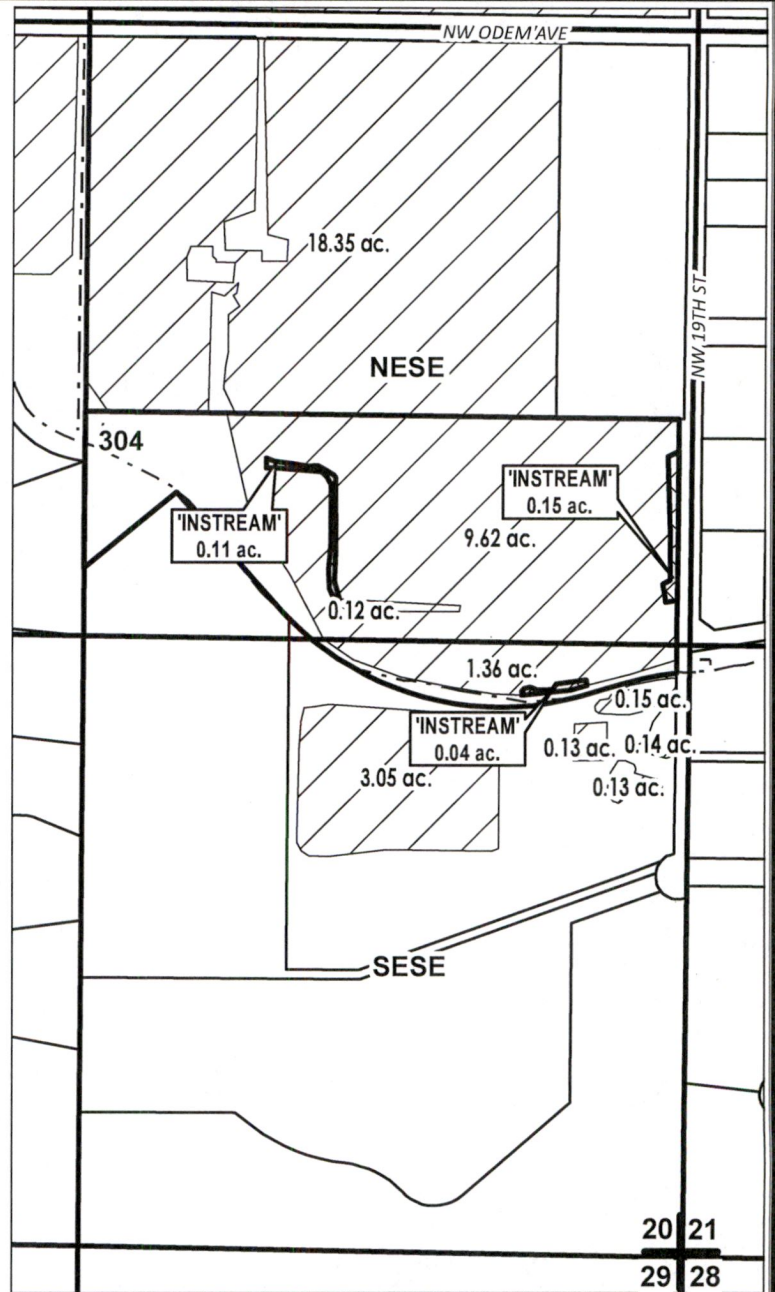 NW ODEM'AVE
18.35 ac.
NW 19TH ST
NESE
304
'INSTREAM'
0.15 ac.
'INSTREAM'
0.11 ac.
9.62 ac.
0.12 ac.
1.36 ac.
0.15 ac.
'INSTREAM'
0.04 ac.
0.13 ac.
0.14 ac.
3.05 ac.
0.13 ac.
SESE
20 21
29 28